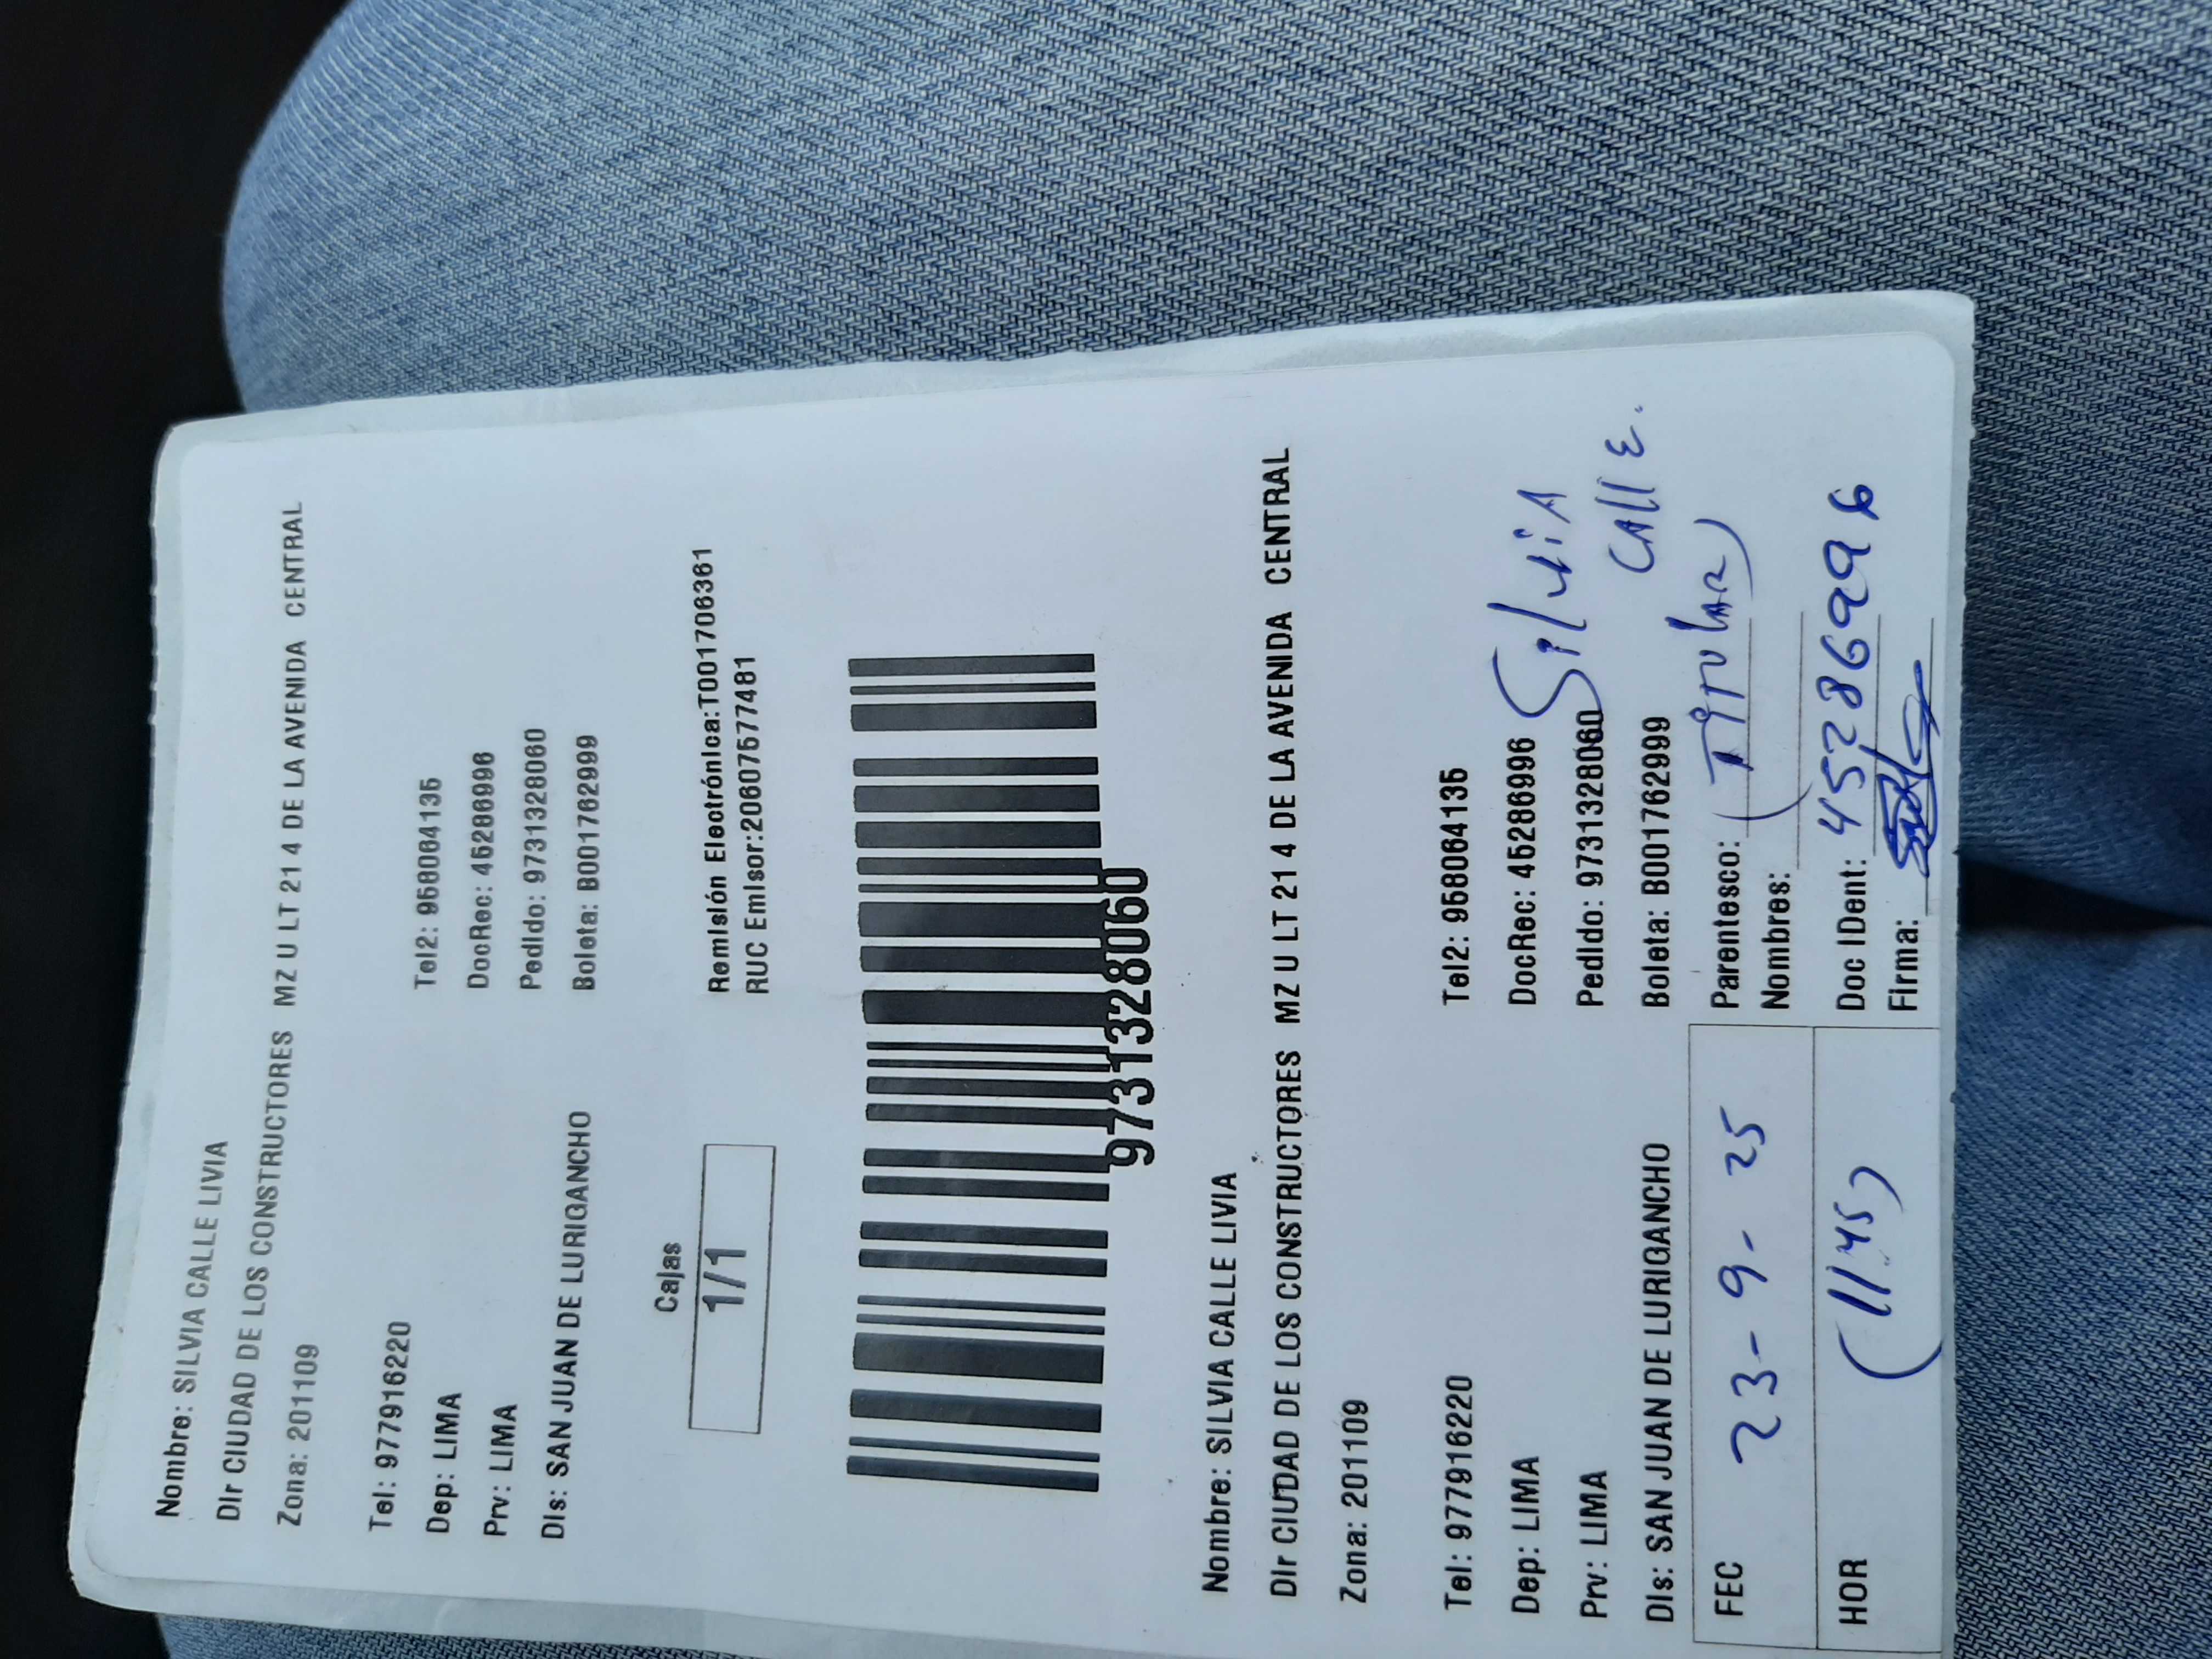 Nombre: SILVIA CALLE LIVIA
Dir CIUDAD DE LOS CONSTRUCTORES MZ U LT 21 4 DE LA AVENIDA CENTRAL
Zona: 201109
Tel: 977916220 Tel2: 958064135
Dep: LIMA DocRec: 45286996
Prv: LIMA Pedido: 9731328060
Dis: SAN JUAN DE LURIGANCHO Boleta: B001762999
Cajas
1/1
Remisión Electrónica:T001706361
RUC Emisor:20607577481
9731328060
Nombre: SILVIA CALLE LIVIA
Dir CIUDAD DE LOS CONSTRUCTORES MZ U LT 21 4 DE LA AVENIDA CENTRAL
Zona: 201109
Tel: 977916220 Tel2: 958064135
Dep: LIMA DocRec: 45286996 Silvia
Prv: LIMA Pedido: 9731328060 CAllE.
Dis: SAN JUAN DE LURIGANCHO Boleta: B001762999
FEC 23-9-25 Parentesco: (TiTulAR)
Nombres:
HOR (11:45) Doc IDent: 45286996
Firma: